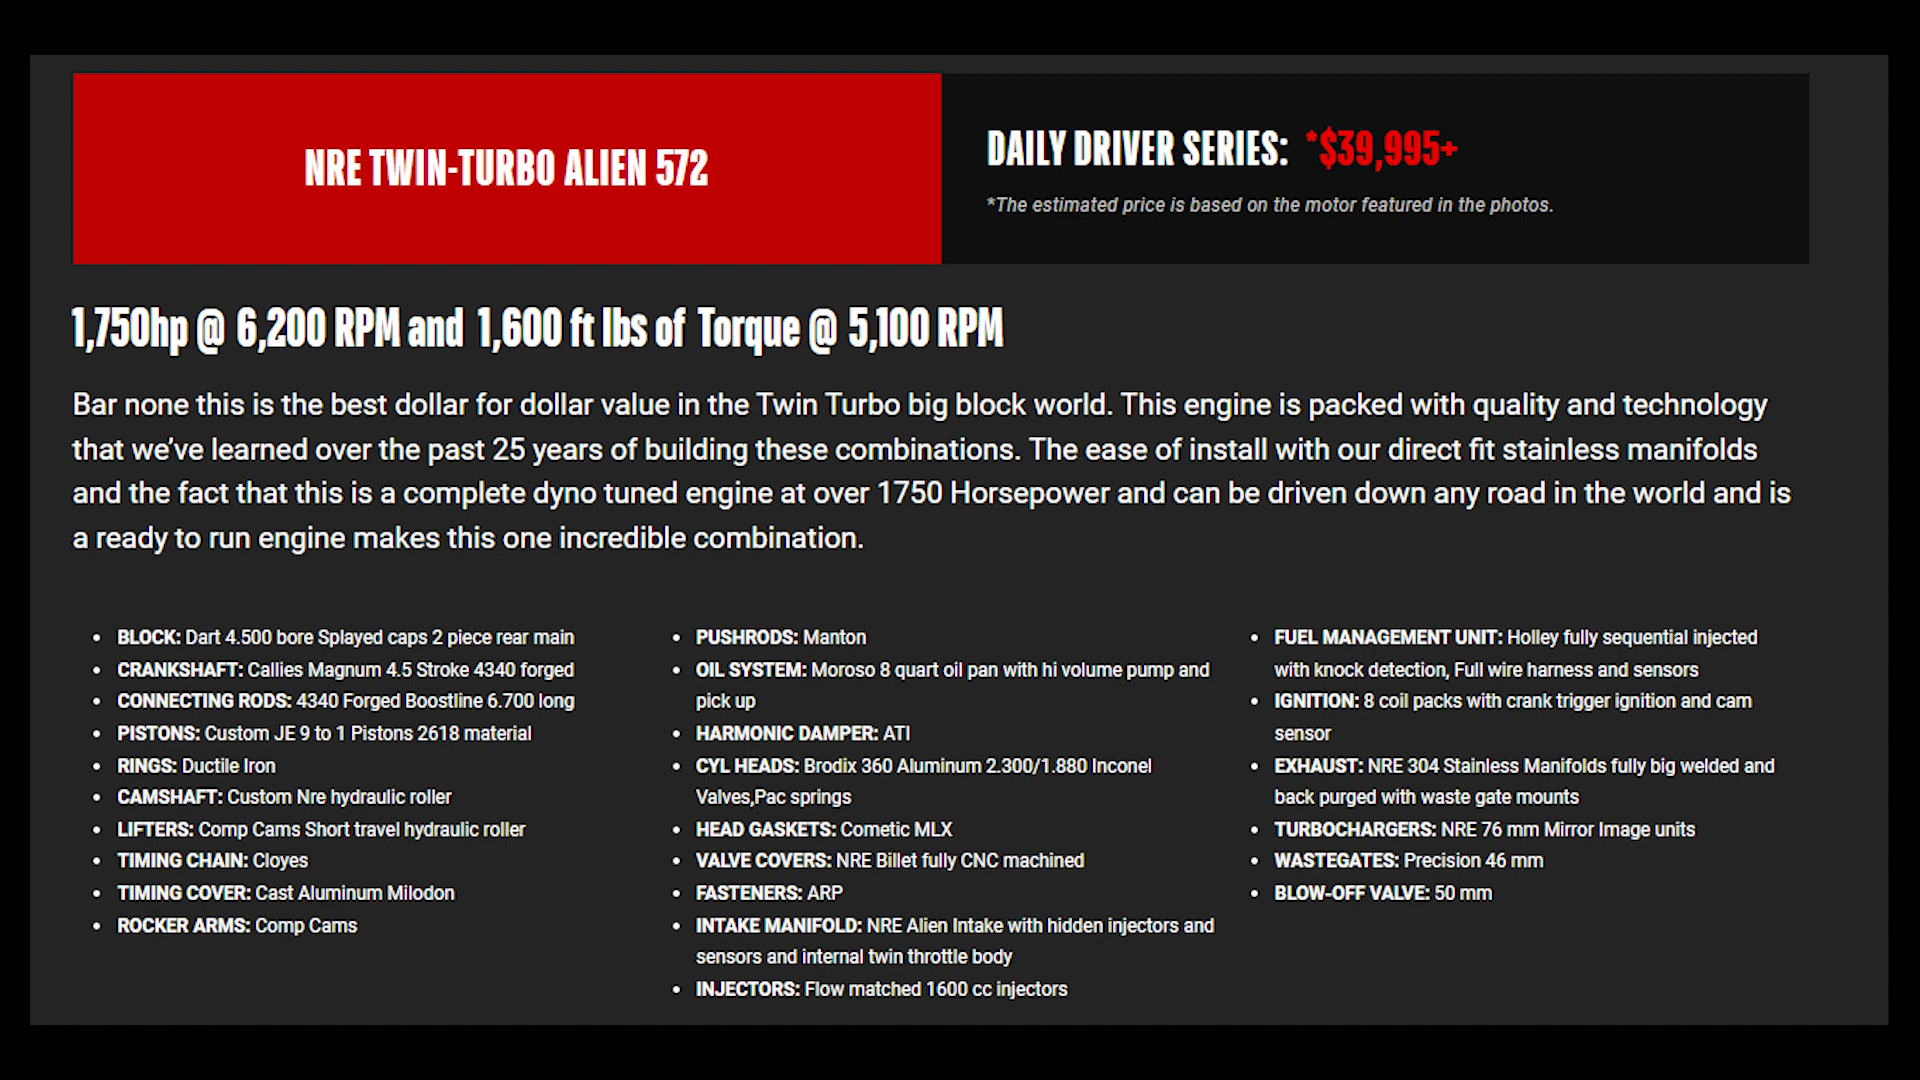 NRE TWIN-TURBO ALIEN 572
DAILY DRIVER SERIES: *$39,995+
*The estimated price is based on the motor featured in the photos.
1,750hp @ 6,200 RPM and 1,600 ft lbs of Torque @ 5,100 RPM
Bar none this is the best dollar for dollar value in the Twin Turbo big block world. This engine is packed with quality and technology
that we've learned over the past 25 years of building these combinations. The ease of install with our direct fit stainless manifolds
and the fact that this is a complete dyno tuned engine at over 1750 Horsepower and can be driven down any road in the world and is
a ready to run engine makes this one incredible combination.
• BLOCK: Dart 4.500 bore Splayed caps 2 piece rear main
• CRANKSHAFT: Callies Magnum 4.5 Stroke 4340 forged
• CONNECTING RODS: 4340 Forged Boostline 6.700 long
• PISTONS: Custom JE 9 to 1 Pistons 2618 material
• RINGS: Ductile Iron
• CAMSHAFT: Custom Nre hydraulic roller
• LIFTERS: Comp Cams Short travel hydraulic roller
• TIMING CHAIN: Cloyes
• TIMING COVER: Cast Aluminum Milodon
• ROCKER ARMS: Comp Cams
• PUSHRODS: Manton
• OIL SYSTEM: Moroso 8 quart oil pan with hi volume pump and
pick up
• HARMONIC DAMPER: ATI
• CYL HEADS: Brodix 360 Aluminum 2.300/1.880 Inconel
Valves,Pac springs
• HEAD GASKETS: Cometic MLX
• VALVE COVERS: NRE Billet fully CNC machined
• FASTENERS: ARP
• INTAKE MANIFOLD: NRE Alien Intake with hidden injectors and
sensors and internal twin throttle body
• INJECTORS: Flow matched 1600 cc injectors
• FUEL MANAGEMENT UNIT: Holley fully sequential injected
with knock detection, Full wire harness and sensors
• IGNITION: 8 coil packs with crank trigger ignition and cam
sensor
• EXHAUST: NRE 304 Stainless Manifolds fully big welded and
back purged with waste gate mounts
• TURBOCHARGERS: NRE 76 mm Mirror Image units
• WASTEGATES: Precision 46 mm
• BLOW-OFF VALVE: 50 mm